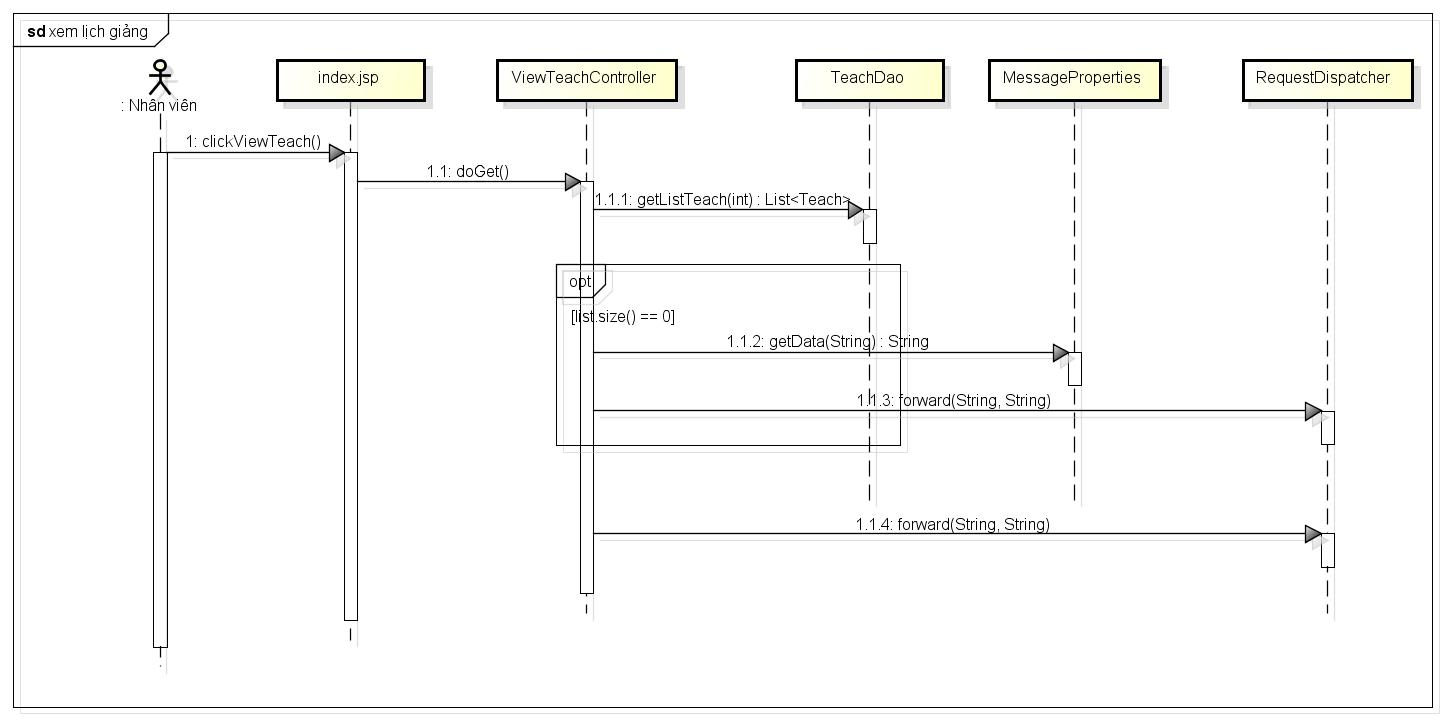 sd xem lịch giảng
: Nhân viên
index.jsp
ViewTeachController
TeachDao
MessageProperties
RequestDispatcher
1: clickViewTeach()
1.1: doGet()
1.1.1: getListTeach(int) : List<Teach>
opt
[list.size() == 0]
1.1.2: getData(String) : String
1.1.3: forward(String, String)
1.1.4: forward(String, String)